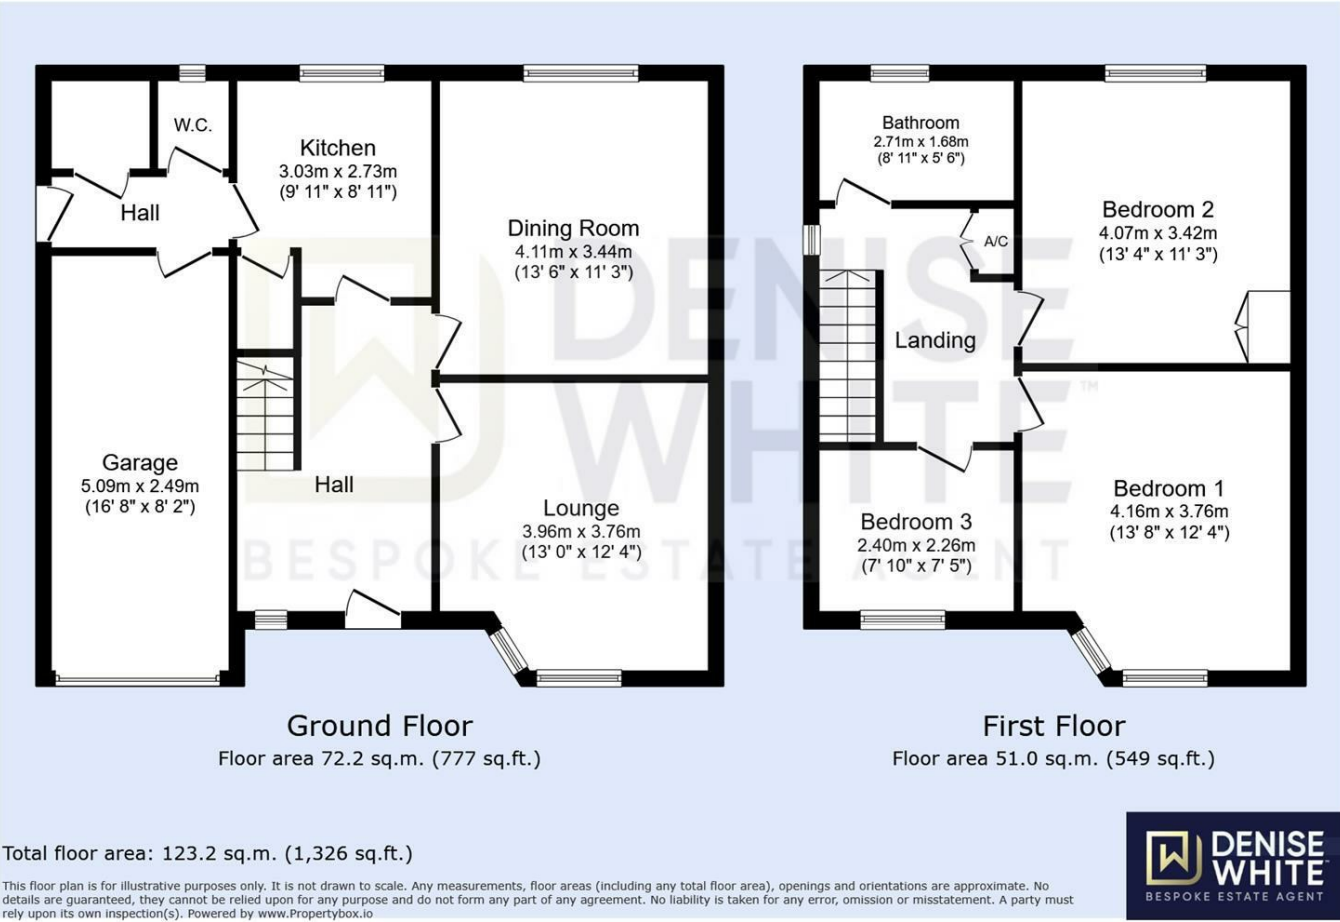 W.C.
Kitchen
3.03m x 2.73m
(9' 11" x 8' 11")
Hall
Dining Room
4.11m x 3.44m
(13' 6" x 11' 3")
Garage
5.09m x 2.49m
(16' 8" x 8' 2")
Hall
Lounge
3.96m x 3.76m
(13' 0" x 12' 4")
Ground Floor
Floor area 72.2 sq.m. (777 sq.ft.)
Bathroom
2.71m x 1.68m
(8' 11" x 5' 6")
A/C
Bedroom 2
4.07m x 3.42m
(13' 4" x 11' 3")
Landing
Bedroom 3
2.40m x 2.26m
(7' 10" x 7' 5")
Bedroom 1
4.16m x 3.76m
(13' 8" x 12' 4")
First Floor
Floor area 51.0 sq.m. (549 sq.ft.)
DENISE
WHITE™
BESPOKE ESTATE AGENT
Total floor area: 123.2 sq.m. (1,326 sq.ft.)
This floor plan is for illustrative purposes only. It is not drawn to scale. Any measurements, floor areas (including any total floor area), openings and orientations are approximate. No
details are guaranteed, they cannot be relied upon for any purpose and do not form any part of any agreement. No liability is taken for any error, omission or misstatement. A party must
rely upon its own inspection(s). Powered by www.Propertybox.io
DENISE
WHITE
BESPOKE ESTATE AGENT